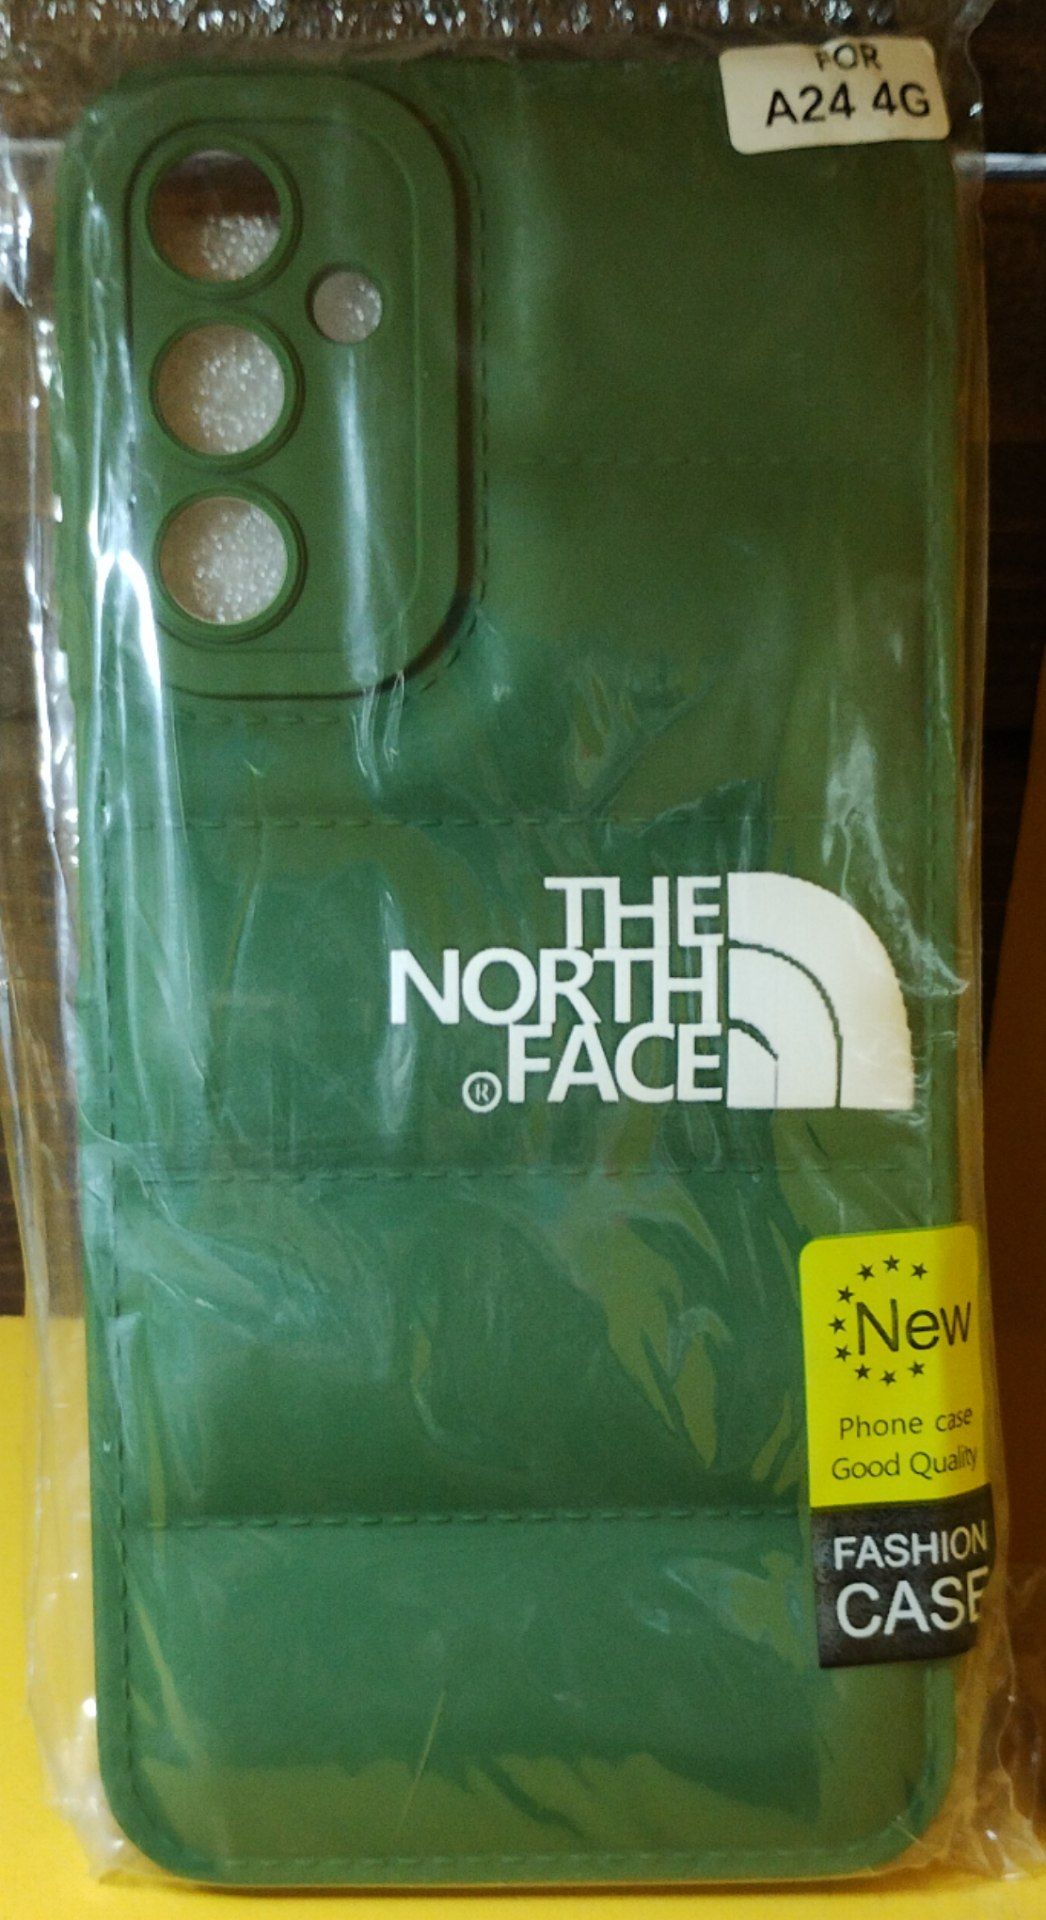 FOR
A24 4G
THE
NORTH
®FACE
New
Phone case
Good Quality
FASHION
CASE